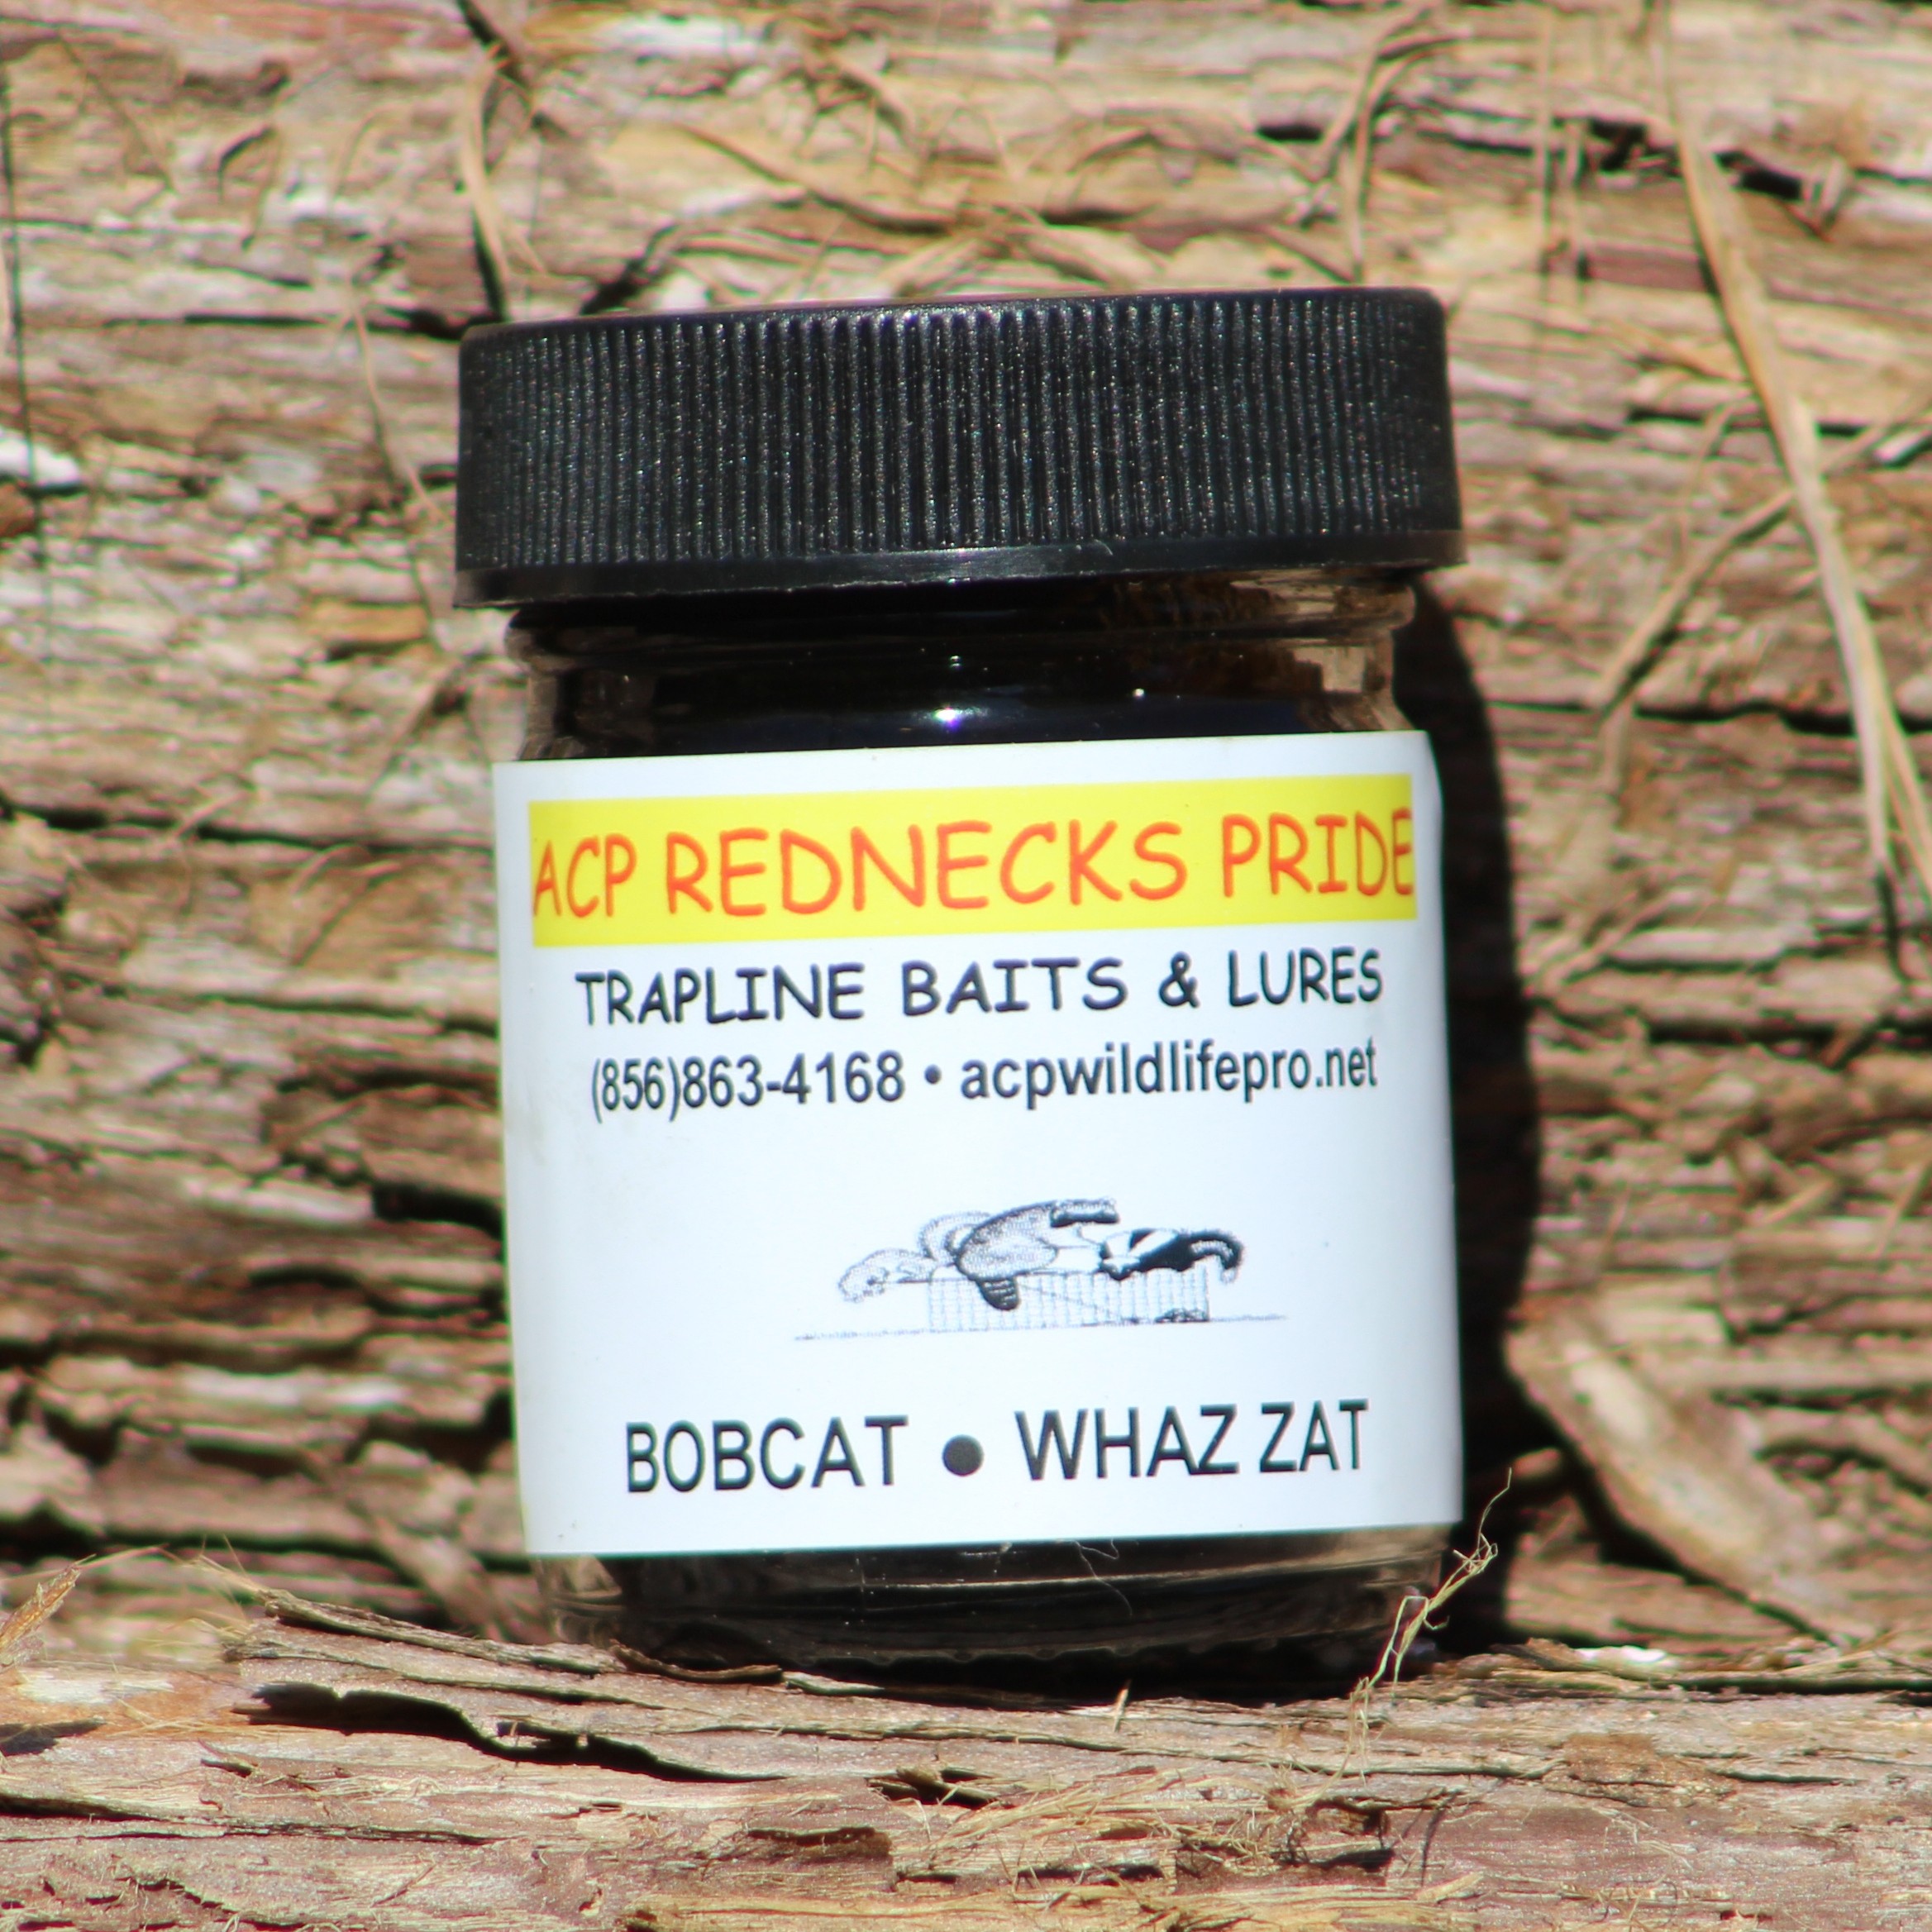 ACP REDNECKS PRIDE
TRAPLINE BAITS & LURES
(856)863-4168 • acpwildlifepro.net
BOBCAT ● WHAZ ZAT